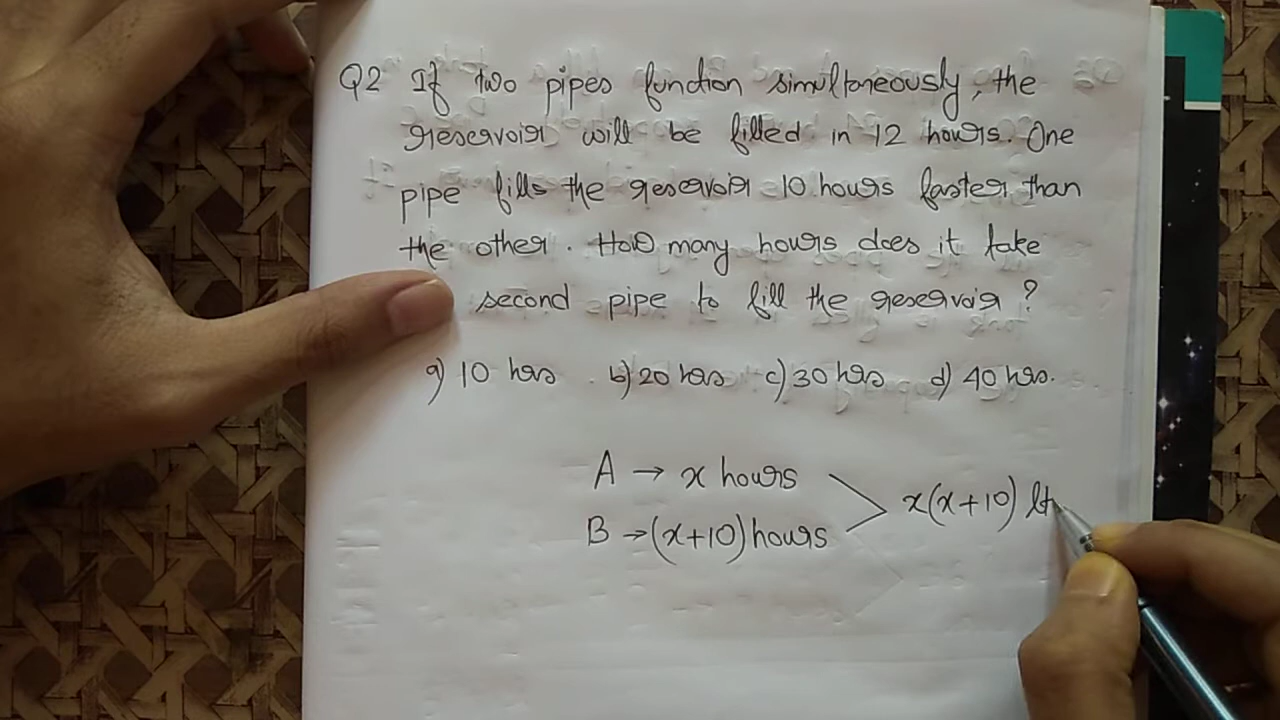 Q2 If two pipes function simultaneously, the
reservoir will be filled in 12 hours. One
pipe fills the reservoir 10 hours faster than
the other. How many hours does it take
second pipe to fill the reservoir?
a) 10 hrs b) 20 hrs c) 30 hrs d) 40 hrs.
A → x hours
x(x+10) lt
B → (x+10) hours